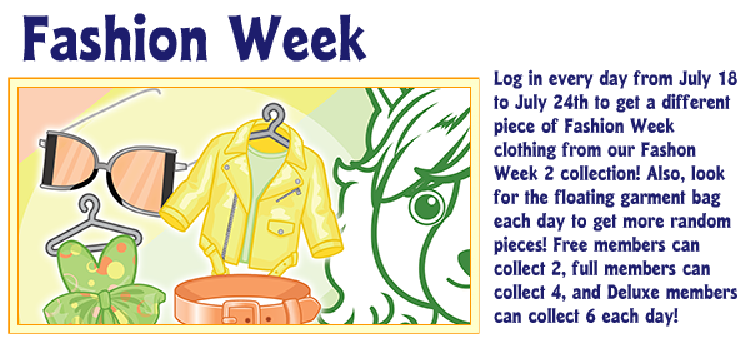 Fashion Week
Log in every day from July 18
to July 24th to get a different
piece of Fashion Week
clothing from our Fashon
Week 2 collection! Also, look
for the floating garment bag
each day to get more random
pieces! Free members can
collect 2, full members can
collect 4, and Deluxe members
can collect 6 each day!